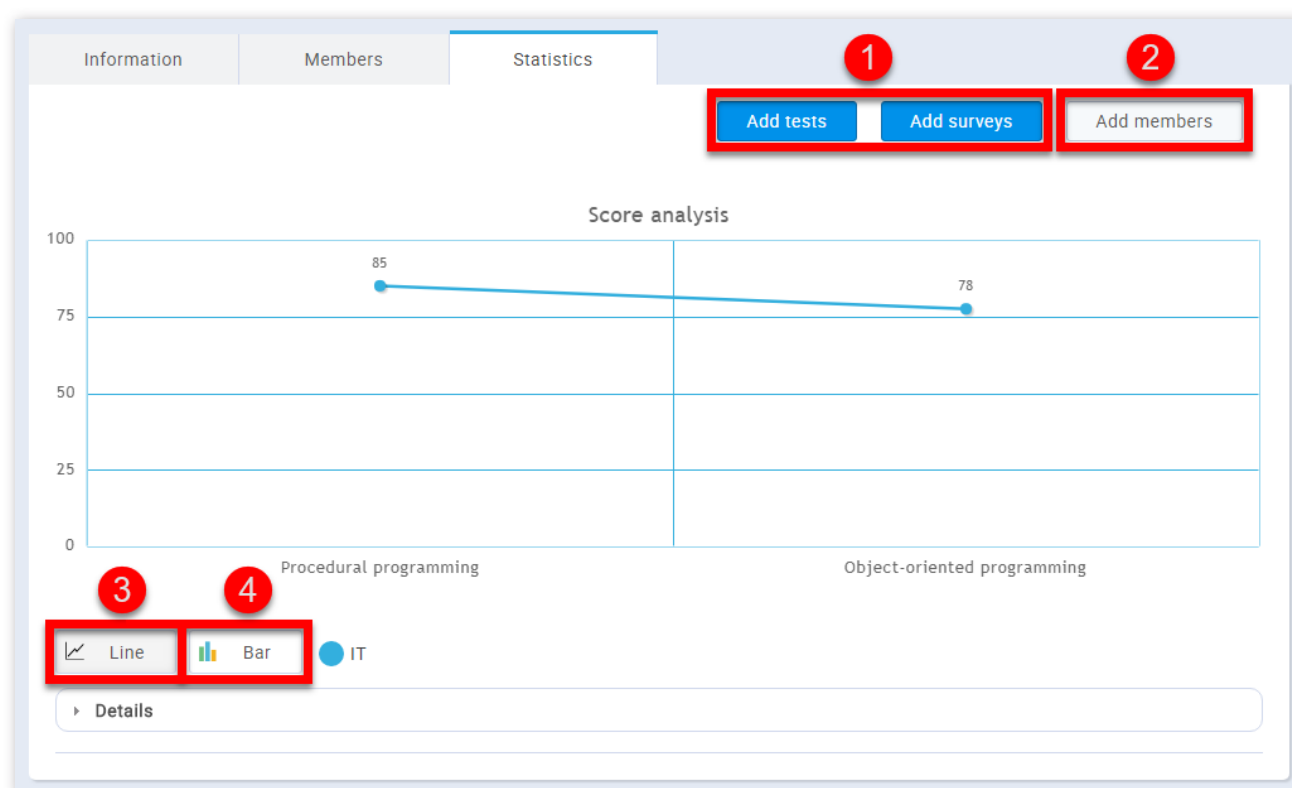 Information Members Statistics
1 2
Add tests Add surveys Add members
Score analysis
100
85
78
75
50
25
0
Procedural programming Object-oriented programming
3 4
Line Bar IT
Details